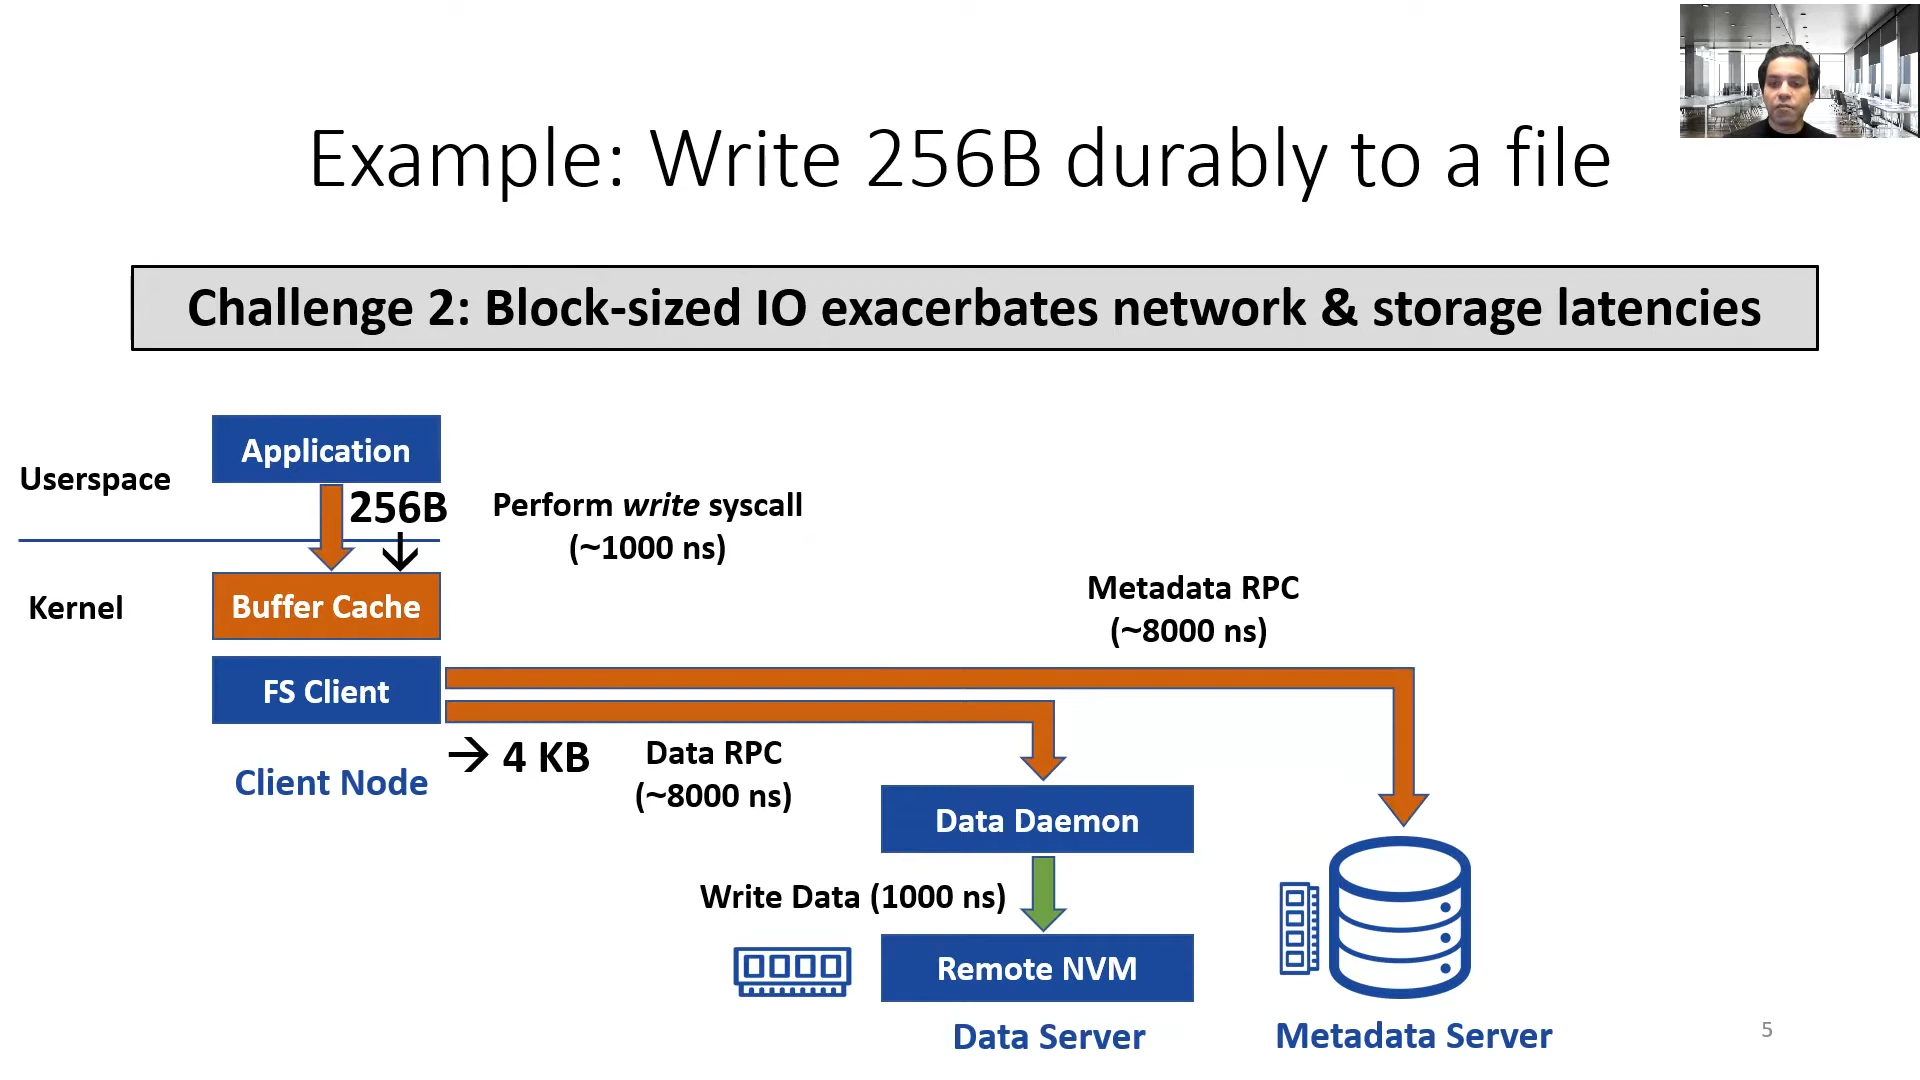 Example: Write 256B durably to a file
Challenge 2: Block-sized IO exacerbates network & storage latencies
Application
Userspace
256B
Perform write syscall
(~1000 ns)
Kernel
Buffer Cache
Metadata RPC
(~8000 ns)
FS Client
→ 4 KB
Data RPC
(~8000 ns)
Client Node
Data Daemon
Write Data (1000 ns)
Remote NVM
Data Server
Metadata Server
5